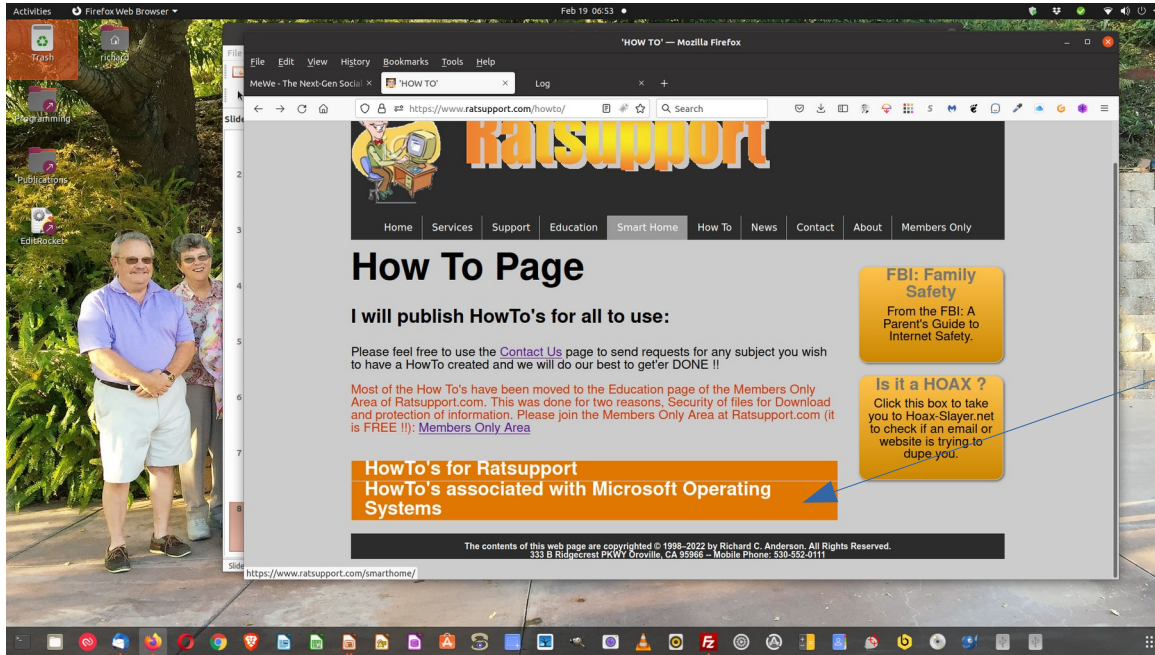 Activities
Firefox Web Browser
Feb 19 06:53
Trash
richard
Programming
Publications
EditRocket
File
Slide
2
3
4
5
6
7
8
Slide
'HOW TO' — Mozilla Firefox
File Edit View History Bookmarks Tools Help
MeWe - The Next-Gen Social
'HOW TO'
Log
https://www.ratsupport.com/howto/
Search
Ratsupport
Home Services Support Education Smart Home How To News Contact About Members Only
How To Page
I will publish HowTo's for all to use:
Please feel free to use the Contact Us page to send requests for any subject you wish
to have a HowTo created and we will do our best to get'er DONE !!
Most of the How To's have been moved to the Education page of the Members Only
Area of Ratsupport.com. This was done for two reasons, Security of files for Download
and protection of information. Please join the Members Only Area at Ratsupport.com (it
is FREE !!): Members Only Area
HowTo's for Ratsupport
HowTo's associated with Microsoft Operating
Systems
FBI: Family
Safety
From the FBI: A
Parent's Guide to
Internet Safety.
Is it a HOAX ?
Click this box to take
you to Hoax-Slayer.net
to check if an email or
website is trying to
dupe you.
The contents of this web page are copyrighted © 1998–2022 by Richard C. Anderson. All Rights Reserved.
333 B Ridgecrest PKWY Oroville, CA 95966 -- Mobile Phone: 530-552-0111
https://www.ratsupport.com/smarthome/